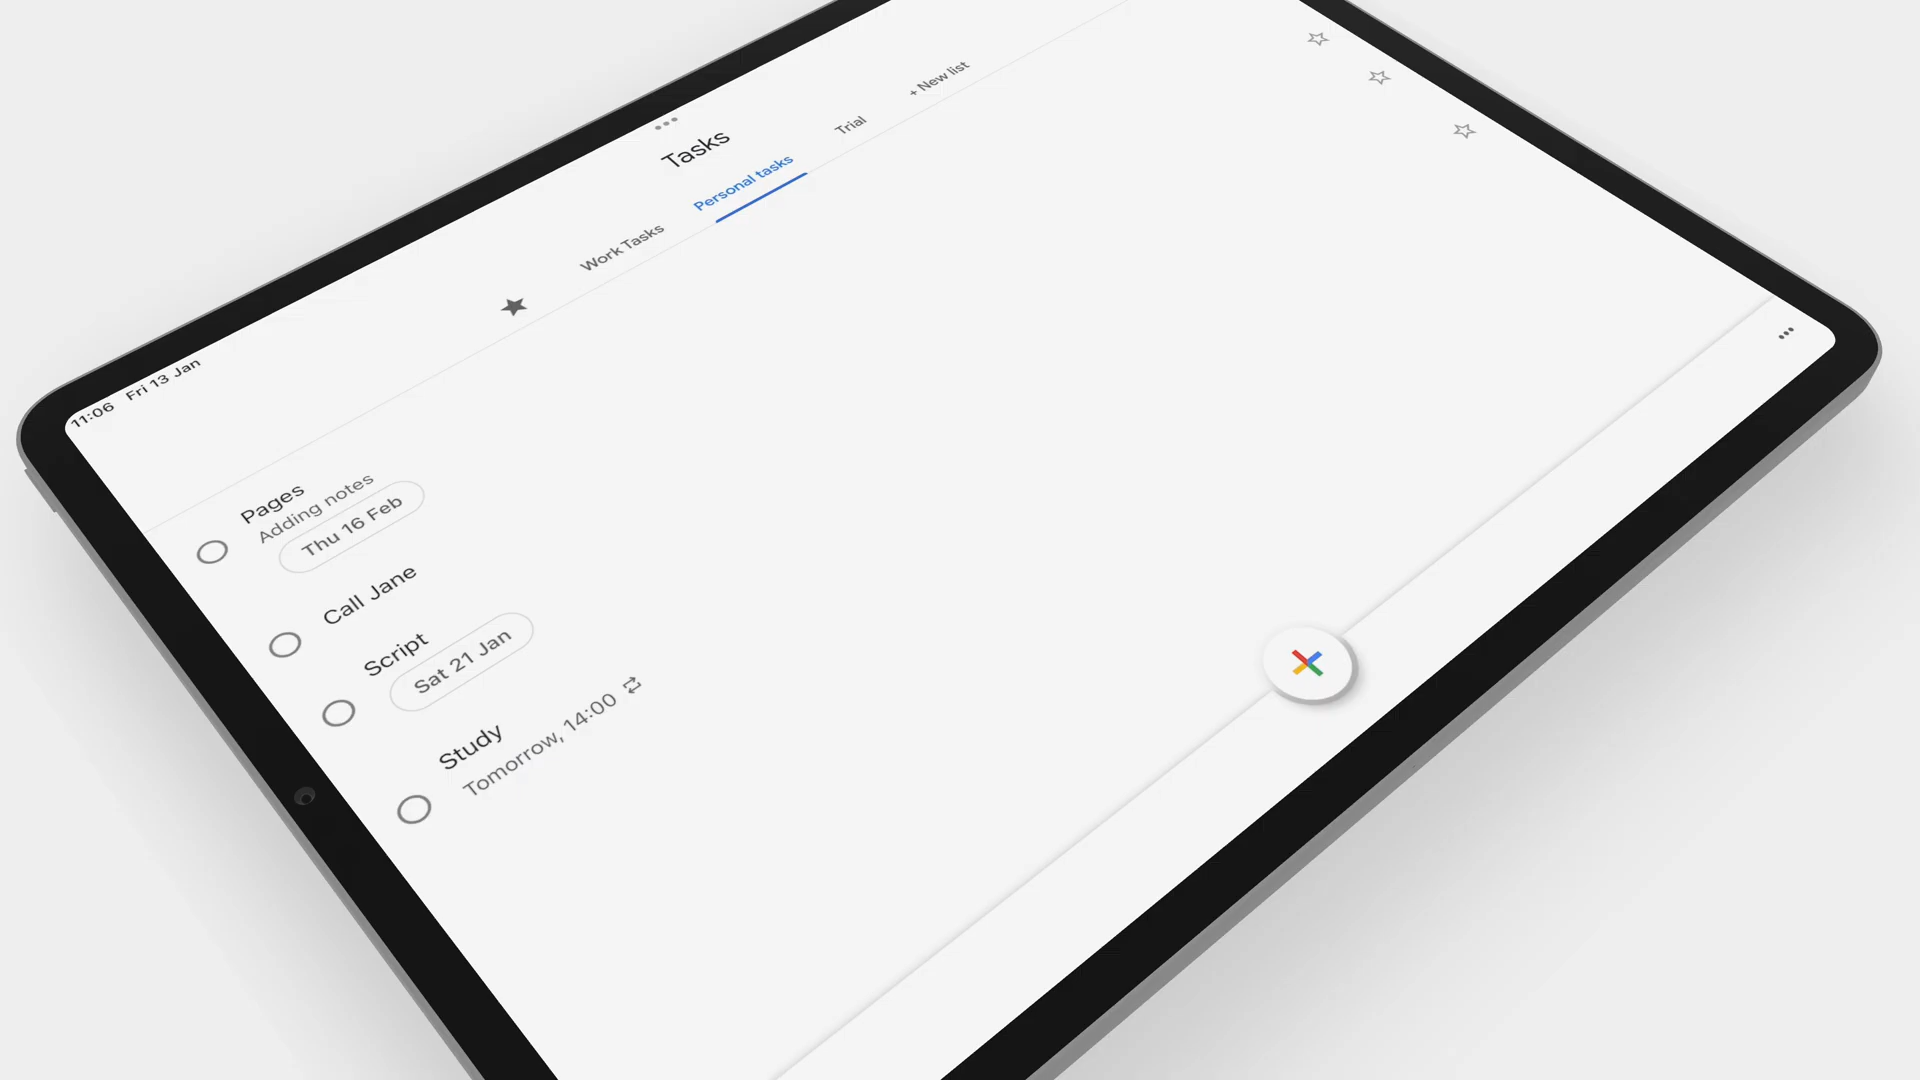 11:06 Fri 13 Jan
Tasks
Work Tasks
Personal tasks
Trial
+ New list
Pages
Adding notes
Thu 16 Feb
Call Jane
Script
Sat 21 Jan
Study
Tomorrow, 14:00